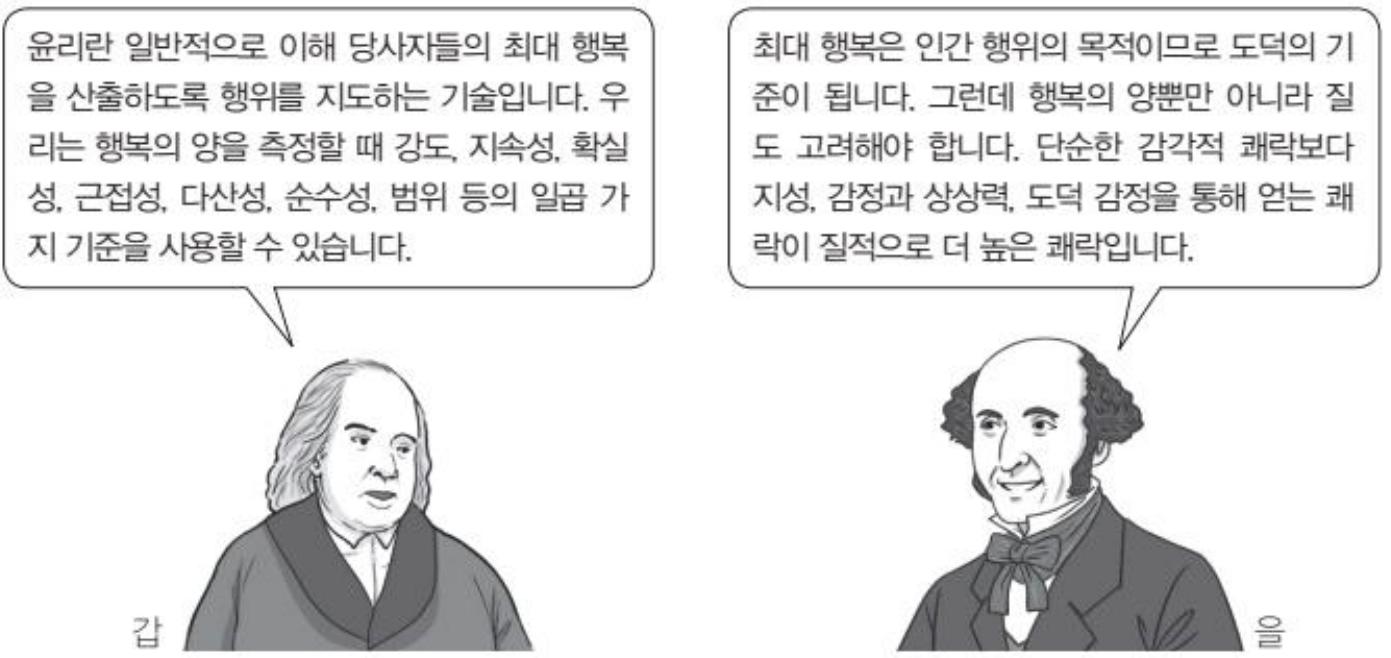 윤리란 일반적으로 이해 당사자들의 최대 행복
을 산출하도록 행위를 지도하는 기술입니다. 우
리는 행복의 양을 측정할 때 강도, 지속성, 확실
성, 근접성, 다산성, 순수성, 범위 등의 일곱 가
지 기준을 사용할 수 있습니다.
최대 행복은 인간 행위의 목적이므로 도덕의 기
준이 됩니다. 그런데 행복의 양뿐만 아니라 질
도 고려해야 합니다. 단순한 감각적 쾌락보다
지성, 감정과 상상력, 도덕 감정을 통해 얻는 쾌
락이 질적으로 더 높은 쾌락입니다.
갑
을